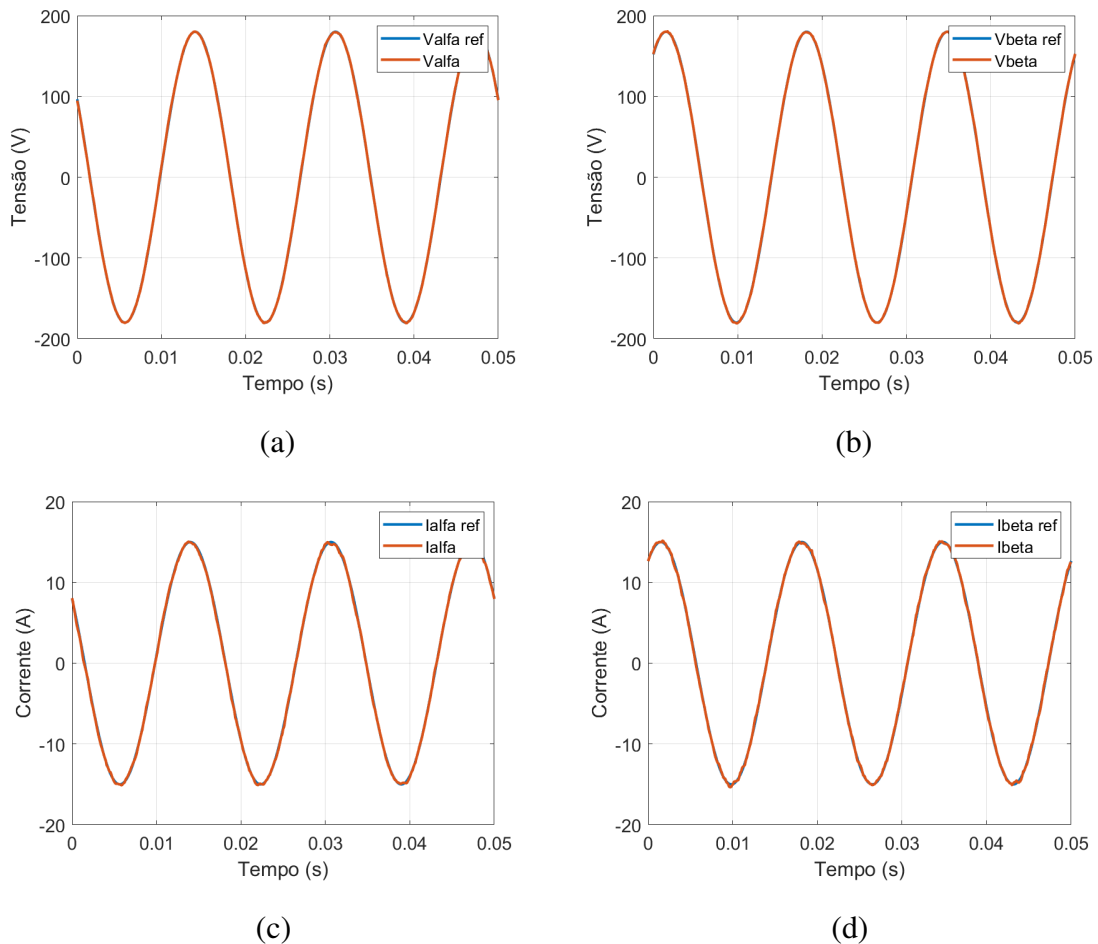 200
100
0
-100
-200
Tensão (V)
Valfa ref
Valfa
0 0.01 0.02 0.03 0.04 0.05
Tempo (s)
(a)
200
100
0
-100
-200
Tensão (V)
Vbeta ref
Vbeta
0 0.01 0.02 0.03 0.04 0.05
Tempo (s)
(b)
20
10
0
-10
-20
Corrente (A)
Ialfa ref
Ialfa
0 0.01 0.02 0.03 0.04 0.05
Tempo (s)
(c)
20
10
0
-10
-20
Corrente (A)
Ibeta ref
Ibeta
0 0.01 0.02 0.03 0.04 0.05
Tempo (s)
(d)